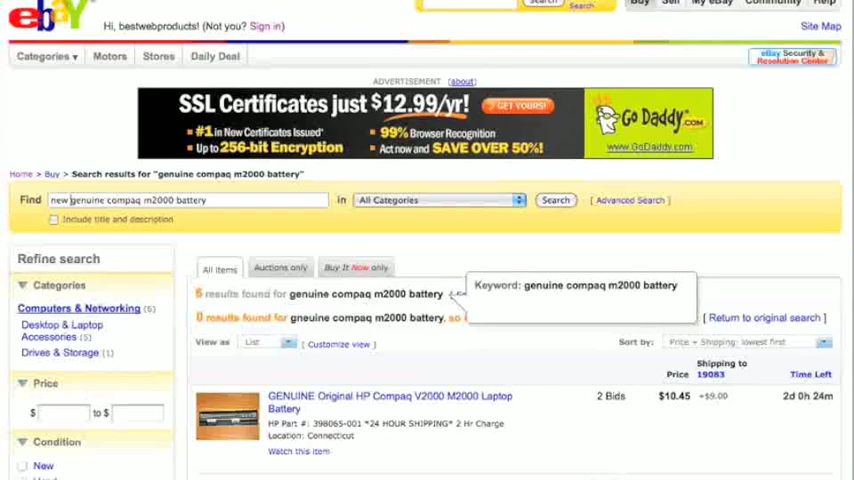 ebaY
Hi, bestwebproducts! (Not you? Sign in)
Buy Sell My eBay Community Help
Search
Search
Site Map
Categories Motors Stores Daily Deal
eBay Security &
Resolution Center
ADVERTISEMENT (about)
SSL Certificates just $12.99/yr! GET YOURS!
#1 in New Certificates Issued* 99% Browser Recognition
Up to 256-bit Encryption Act now and SAVE OVER 50%!
Go Daddy.COM
www.GoDaddy.com
Home > Buy > Search results for "genuine compaq m2000 battery"
Find new genuine compaq m2000 battery in All Categories Search [ Advanced Search ]
Include title and description
Refine search
Categories
Computers & Networking (6)
Desktop & Laptop
Accessories (5)
Drives & Storage (1)
Price
$ to $
Condition
New
All items Auctions only Buy It Now only
6 results found for genuine compaq m2000 battery
Keyword: genuine compaq m2000 battery
0 results found for gneuine compaq m2000 battery, so
[ Return to original search ]
View as List [ Customize view ] Sort by: Price + Shipping: lowest first
Price Shipping to 19083 Time Left
GENUINE Original HP Compaq V2000 M2000 Laptop
Battery
2 Bids $10.45 +$9.00 2d 0h 24m
HP Part #: 398065-001 *24 HOUR SHIPPING* 2 Hr Charge
Location: Connecticut
Watch this item